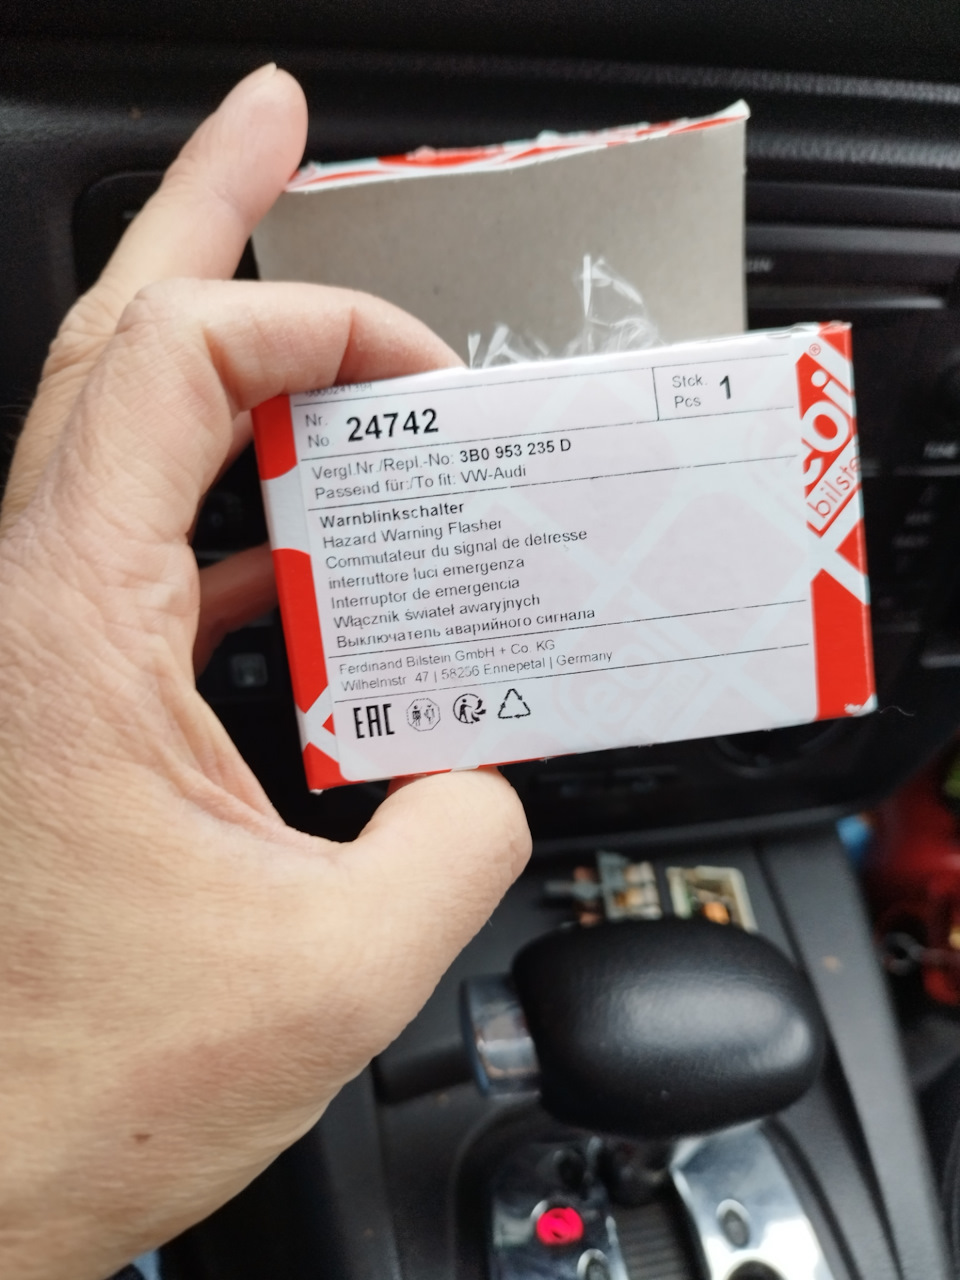 Nr.
No. 24742
Stck.
Pcs 1
Vergl.Nr./Repl.-No: 3B0 953 235 D
Passend für:/To fit: VW-Audi
Warnblinkschalter
Hazard Warning Flasher
Commutateur du signal de detresse
interruttore luci emergenza
Interruptor de emergencia
Włącznik świateł awaryjnych
Выключатель аварийного сигнала
Ferdinand Bilstein GmbH + Co. KG
Wilhelmstr. 47 | 58256 Ennepetal | Germany
EAC